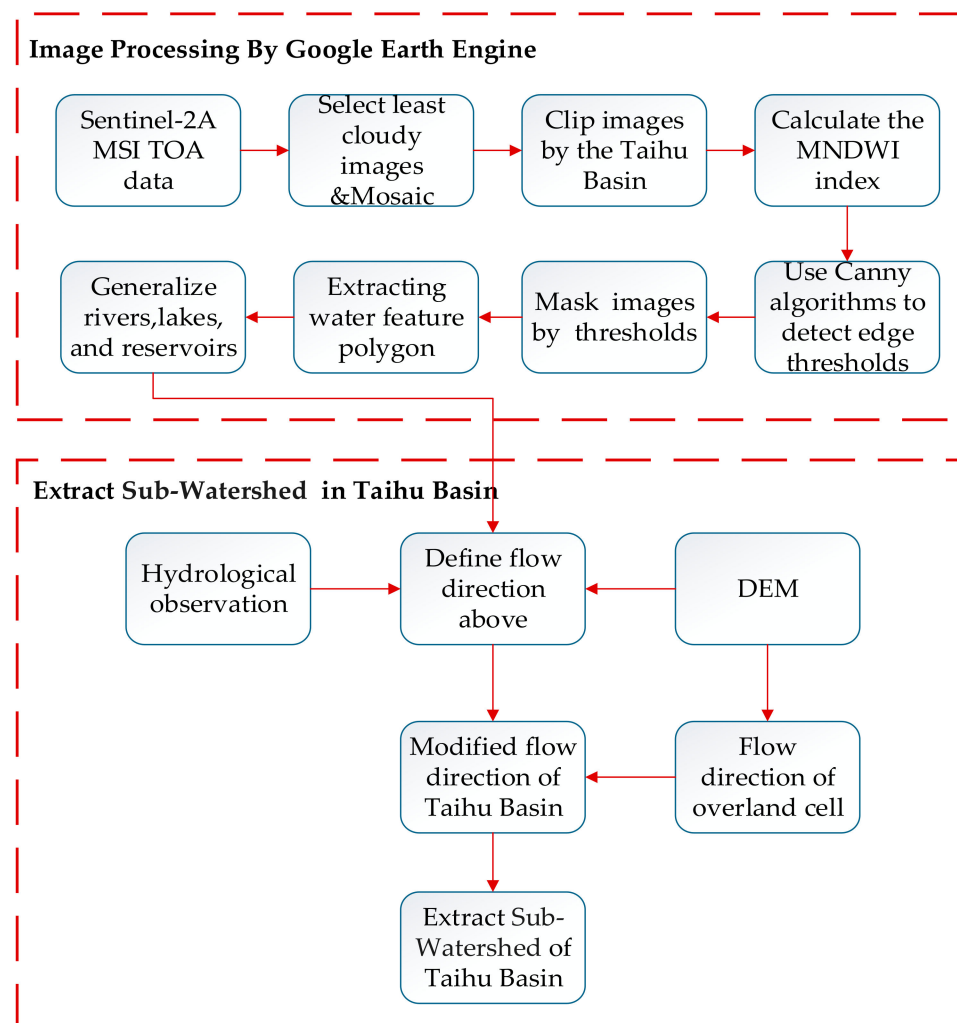 Image Processing By Google Earth Engine
Sentinel-2A
MSI TOA
data
Select least
cloudy
images
&Mosaic
Clip images
by the Taihu
Basin
Calculate the
MNDWI
index
Use Canny
algorithms to
detect edge
thresholds
Mask images
by thresholds
Extracting
water feature
polygon
Generalize
rivers,lakes,
and reservoirs
Extract Sub-Watershed in Taihu Basin
Hydrological
observation
Define flow
direction
above
DEM
Modified flow
direction of
Taihu Basin
Flow
direction of
overland cell
Extract Sub-
Watershed of
Taihu Basin